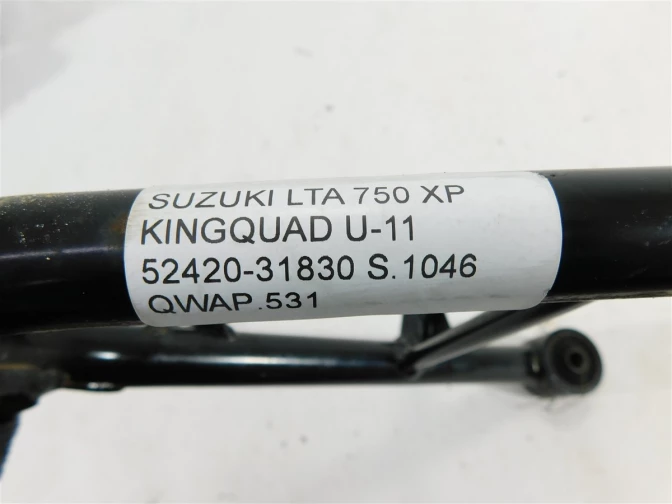 SUZUKI LTA 750 XP
KINGQUAD U-11
52420-31830 S.1046
QWAP.531